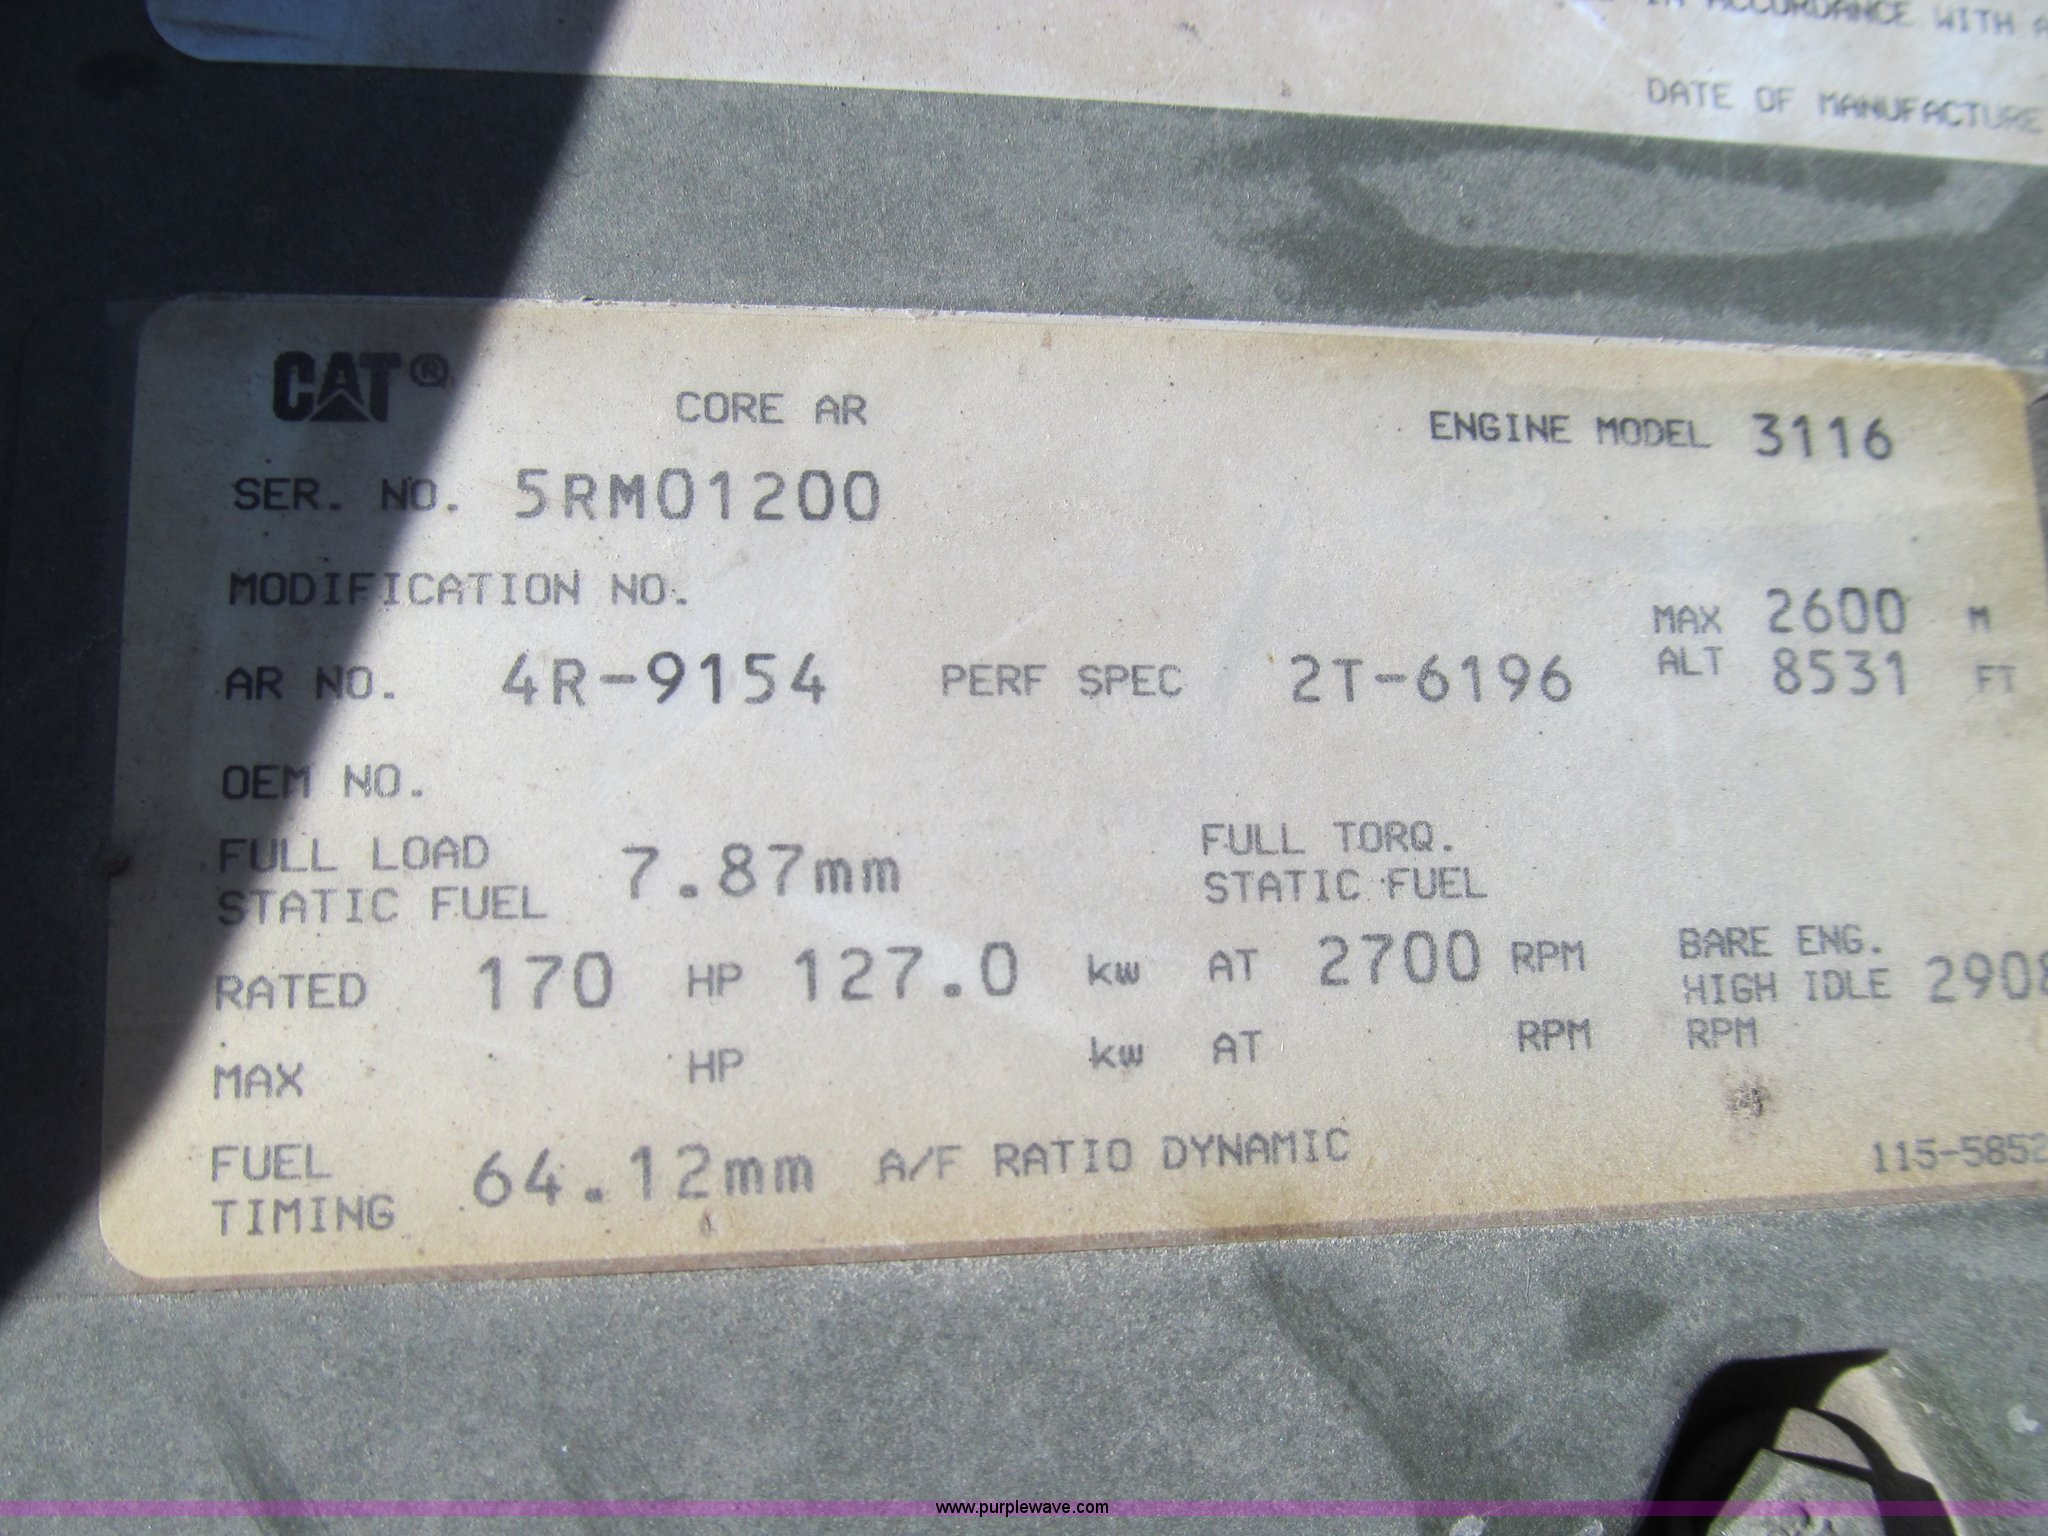 IN ACCORDANCE WITH
DATE OF MANUFACTURE
CAT®
CORE AR
ENGINE MODEL 3116
SER. NO. 5RM01200
MODIFICATION NO.
MAX 2600 M
ALT 8531 FT
AR NO. 4R-9154 PERF SPEC 2T-6196
OEM NO.
FULL LOAD
STATIC FUEL 7.87mm
FULL TORQ.
STATIC FUEL
RATED 170 HP 127.0 kw AT 2700 RPM
BARE ENG.
HIGH IDLE 2908
RPM
MAX HP kw AT RPM
FUEL
TIMING 64.12mm A/F RATIO DYNAMIC
115-5852
www.purplewave.com